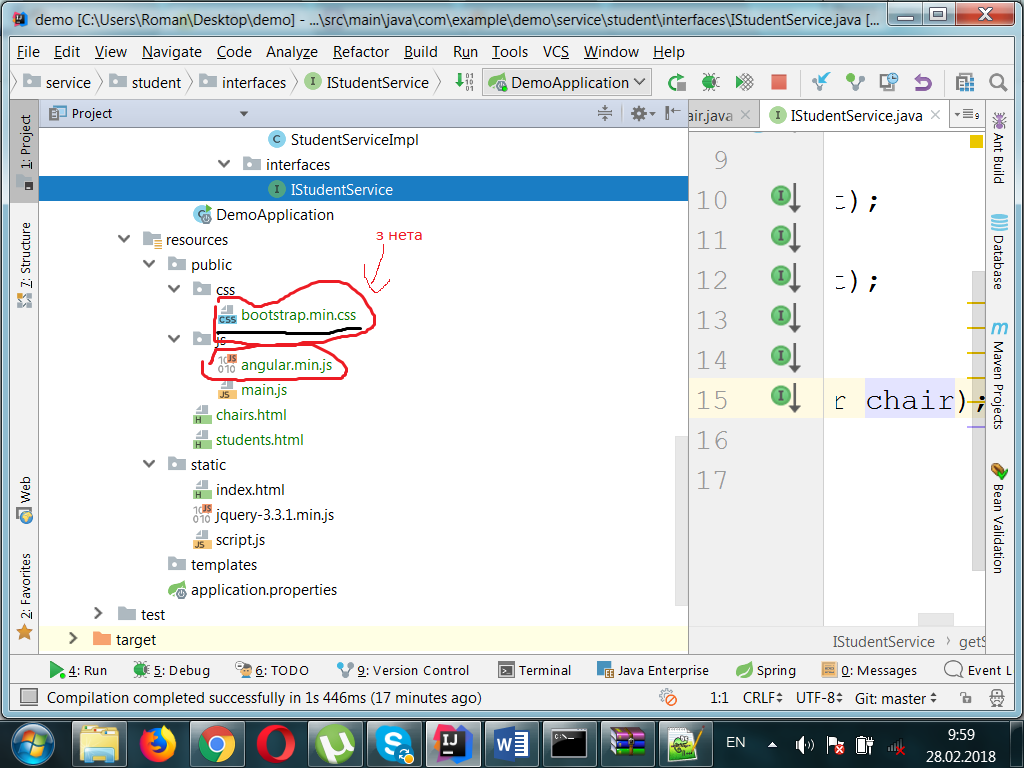 demo [C:\Users\Roman\Desktop\demo] - ...\src\main\java\com\example\demo\service\student\interfaces\IStudentService.java [...
File Edit View Navigate Code Analyze Refactor Build Run Tools VCS Window Help
service student interfaces IStudentService DemoApplication
1: Project
7: Structure
Web
2: Favorites
Project
StudentServiceImpl
interfaces
IStudentService
DemoApplication
resources
з нета
public
css
bootstrap.min.css
js
angular.min.js
main.js
chairs.html
students.html
static
index.html
jquery-3.3.1.min.js
script.js
templates
application.properties
test
target
air.java IStudentService.java
9
10 t);
11
12 t);
13
14
15 r chair);
16
17
IStudentService getS
Ant Build
Database
Maven Projects
Bean Validation
4: Run 5: Debug 6: TODO 9: Version Control Terminal Java Enterprise Spring 0: Messages Event L
Compilation completed successfully in 1s 446ms (17 minutes ago) 1:1 CRLF UTF-8 Git: master
EN 9:59
28.02.2018